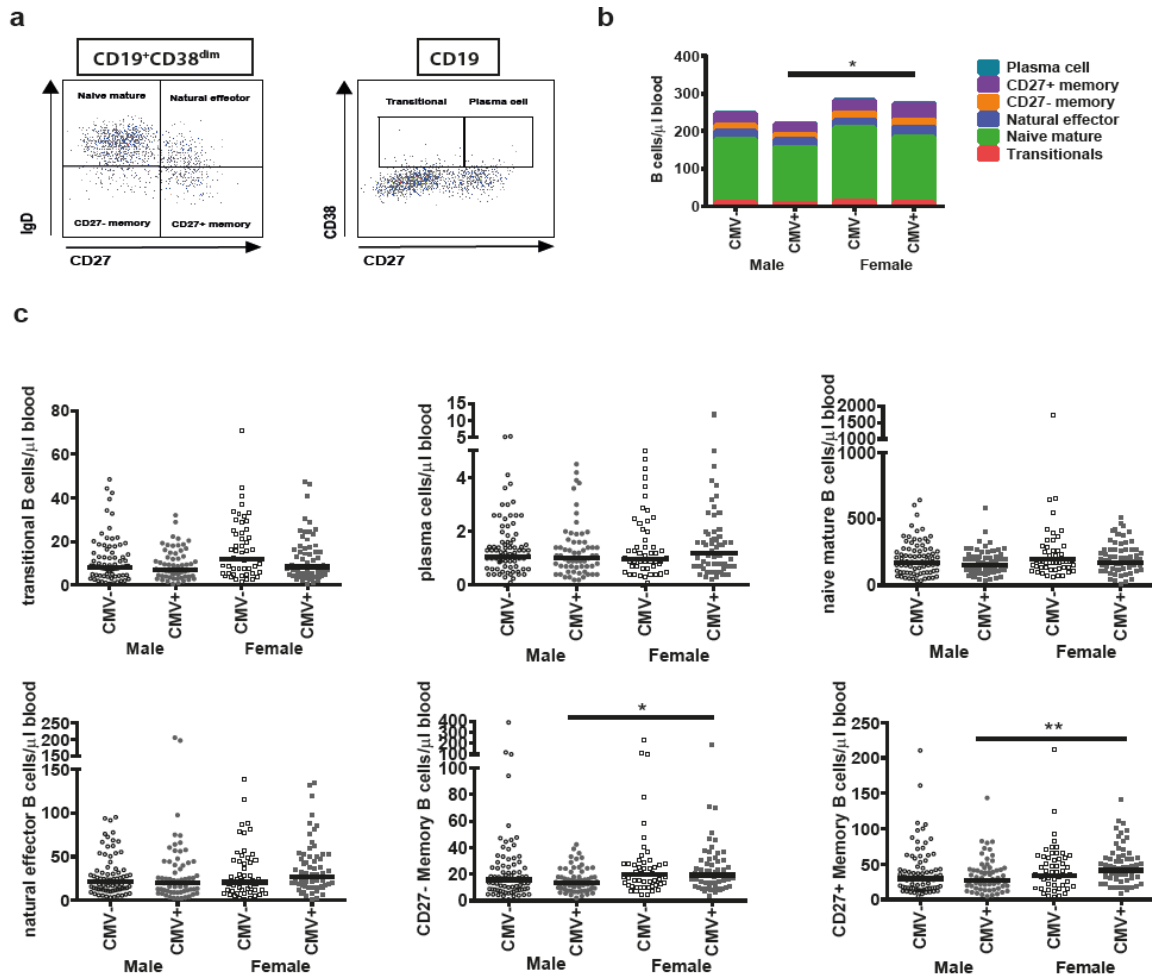 a
CD19+CD38dim
Naive mature
Natural effector
CD27- memory
CD27+ memory
IgD
CD27
CD19
Transitional
Plasma cell
CD38
CD27
b
B cells/µl blood
400
300
200
100
0
CMV-
CMV+
CMV-
CMV+
Male
Female
*
Plasma cell
CD27+ memory
CD27- memory
Natural effector
Naive mature
Transitionals
c
transitional B cells/µl blood
80
60
40
20
0
CMV-
CMV+
CMV-
CMV+
Male
Female
plasma cells/µl blood
15
10
5
4
2
0
CMV-
CMV+
CMV-
CMV+
Male
Female
naive mature B cells/µl blood
2000
1500
1000
1000
500
0
CMV-
CMV+
CMV-
CMV+
Male
Female
natural effector B cells/µl blood
250
200
150
150
100
50
0
CMV-
CMV+
CMV-
CMV+
Male
Female
CD27- Memory B cells/µl blood
400
300
200
100
100
80
60
40
20
0
*
CMV-
CMV+
CMV-
CMV+
Male
Female
CD27+ Memory B cells/µl blood
250
200
150
100
50
0
**
CMV-
CMV+
CMV-
CMV+
Male
Female